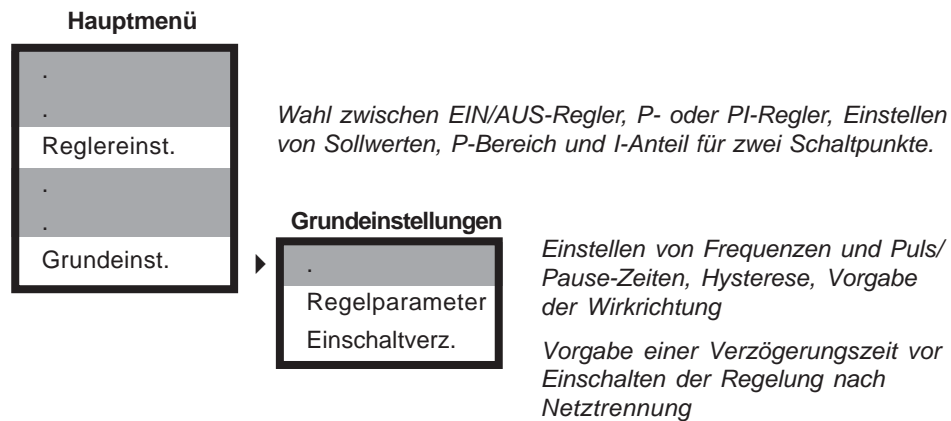 Hauptmenü
.
.
Reglereinst.
Wahl zwischen EIN/AUS-Regler, P- oder PI-Regler, Einstellen
von Sollwerten, P-Bereich und I-Anteil für zwei Schaltpunkte.
.
.
Grundeinst.
Grundeinstellungen
.
Regelparameter
Einschaltverz.
Einstellen von Frequenzen und Puls/
Pause-Zeiten, Hysterese, Vorgabe
der Wirkrichtung
Vorgabe einer Verzögerungszeit vor
Einschalten der Regelung nach
Netztrennung